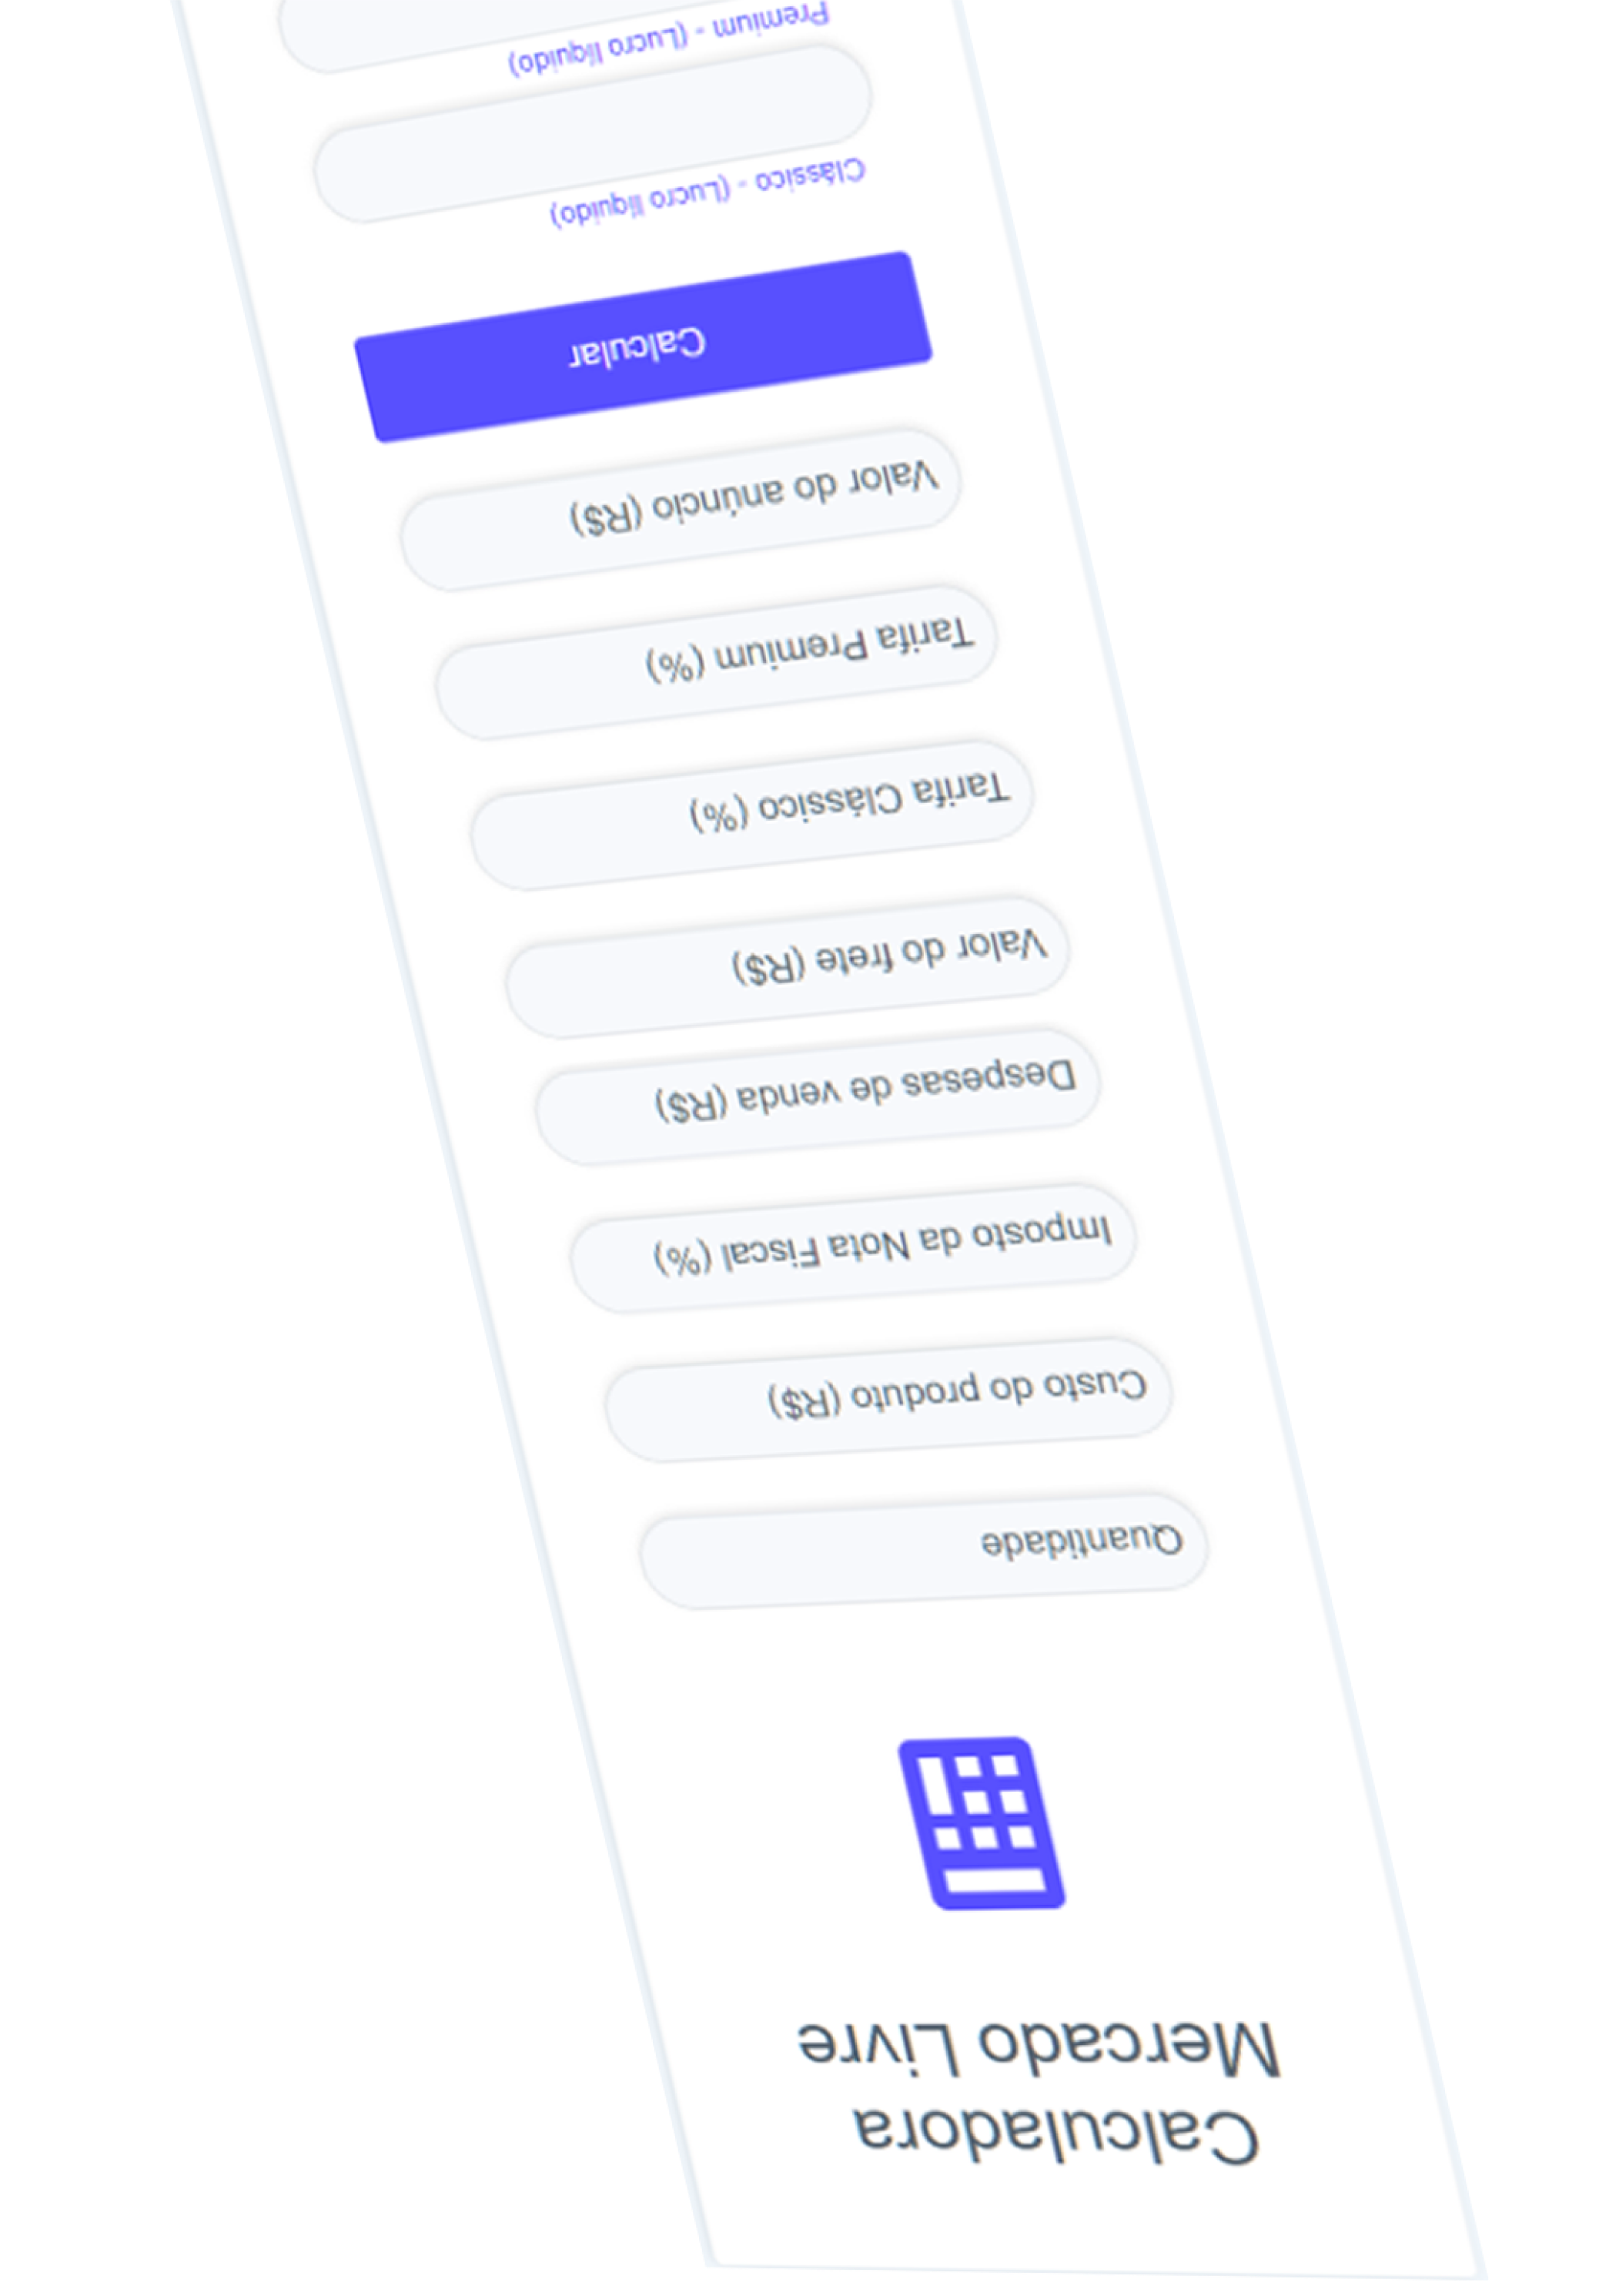 Calculadora
Mercado Livre
Quantidade
Custo do produto (R$)
Imposto da Nota Fiscal (%)
Despesas de venda (R$)
Valor do frete (R$)
Tarifa Clássico (%)
Tarifa Premium (%)
Valor do anúncio (R$)
Calcular
Clássico - (Lucro líquido)
Premium - (Lucro líquido)